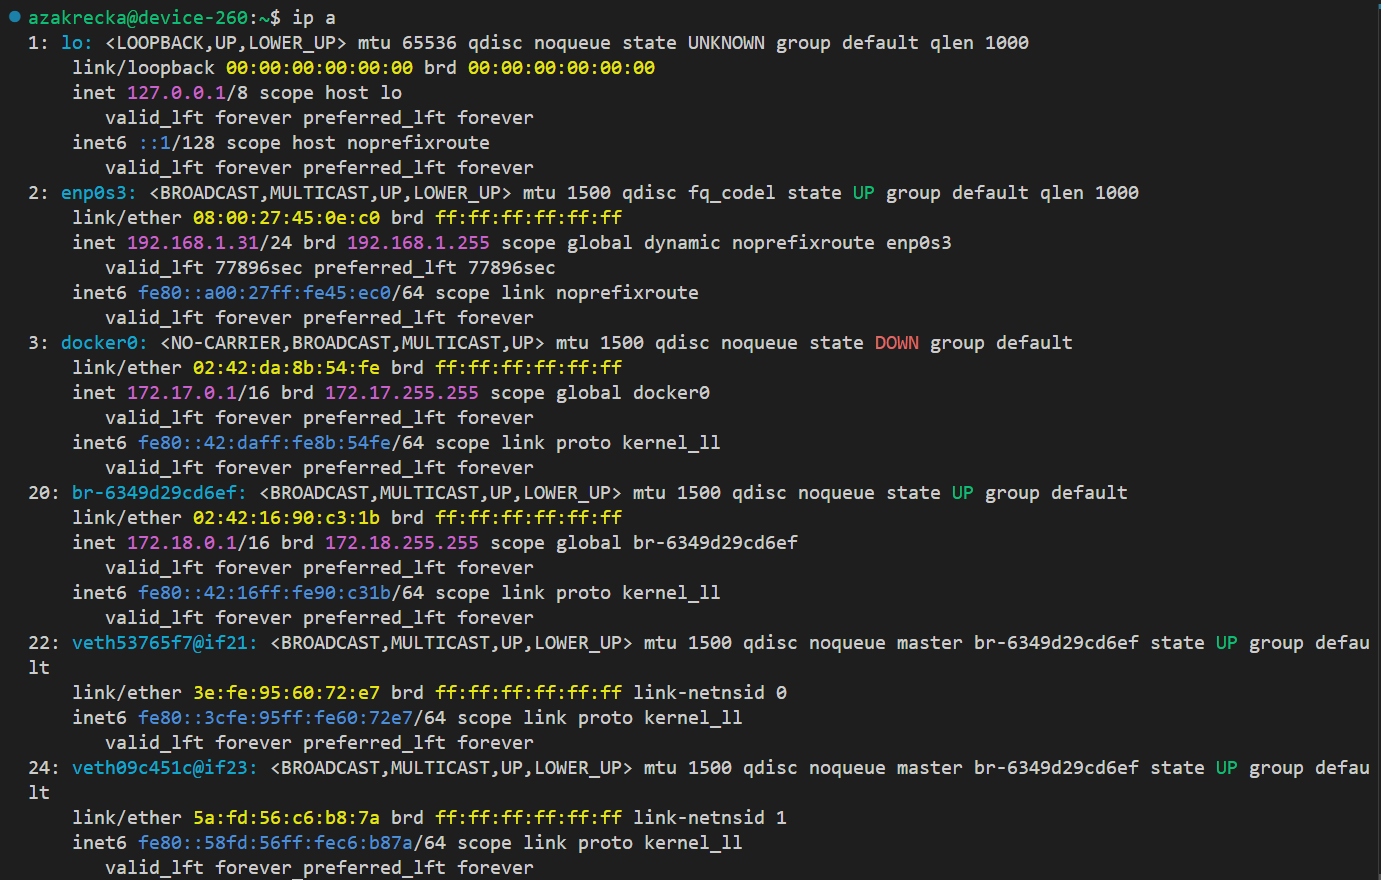 azakrecka@device-260:~$ ip a
1: lo: <LOOPBACK,UP,LOWER_UP> mtu 65536 qdisc noqueue state UNKNOWN group default qlen 1000
link/loopback 00:00:00:00:00:00 brd 00:00:00:00:00:00
inet 127.0.0.1/8 scope host lo
valid_lft forever preferred_lft forever
inet6 ::1/128 scope host noprefixroute
valid_lft forever preferred_lft forever
2: enp0s3: <BROADCAST,MULTICAST,UP,LOWER_UP> mtu 1500 qdisc fq_codel state UP group default qlen 1000
link/ether 08:00:27:45:0e:c0 brd ff:ff:ff:ff:ff:ff
inet 192.168.1.31/24 brd 192.168.1.255 scope global dynamic noprefixroute enp0s3
valid_lft 77896sec preferred_lft 77896sec
inet6 fe80::a00:27ff:fe45:ec0/64 scope link noprefixroute
valid_lft forever preferred_lft forever
3: docker0: <NO-CARRIER,BROADCAST,MULTICAST,UP> mtu 1500 qdisc noqueue state DOWN group default
link/ether 02:42:da:8b:54:fe brd ff:ff:ff:ff:ff:ff
inet 172.17.0.1/16 brd 172.17.255.255 scope global docker0
valid_lft forever preferred_lft forever
inet6 fe80::42:daff:fe8b:54fe/64 scope link proto kernel_ll
valid_lft forever preferred_lft forever
20: br-6349d29cd6ef: <BROADCAST,MULTICAST,UP,LOWER_UP> mtu 1500 qdisc noqueue state UP group default
link/ether 02:42:16:90:c3:1b brd ff:ff:ff:ff:ff:ff
inet 172.18.0.1/16 brd 172.18.255.255 scope global br-6349d29cd6ef
valid_lft forever preferred_lft forever
inet6 fe80::42:16ff:fe90:c31b/64 scope link proto kernel_ll
valid_lft forever preferred_lft forever
22: veth53765f7@if21: <BROADCAST,MULTICAST,UP,LOWER_UP> mtu 1500 qdisc noqueue master br-6349d29cd6ef state UP group defau
lt
link/ether 3e:fe:95:60:72:e7 brd ff:ff:ff:ff:ff:ff link-netnsid 0
inet6 fe80::3cfe:95ff:fe60:72e7/64 scope link proto kernel_ll
valid_lft forever preferred_lft forever
24: veth09c451c@if23: <BROADCAST,MULTICAST,UP,LOWER_UP> mtu 1500 qdisc noqueue master br-6349d29cd6ef state UP group defau
lt
link/ether 5a:fd:56:c6:b8:7a brd ff:ff:ff:ff:ff:ff link-netnsid 1
inet6 fe80::58fd:56ff:fec6:b87a/64 scope link proto kernel_ll
valid_lft forever preferred_lft forever